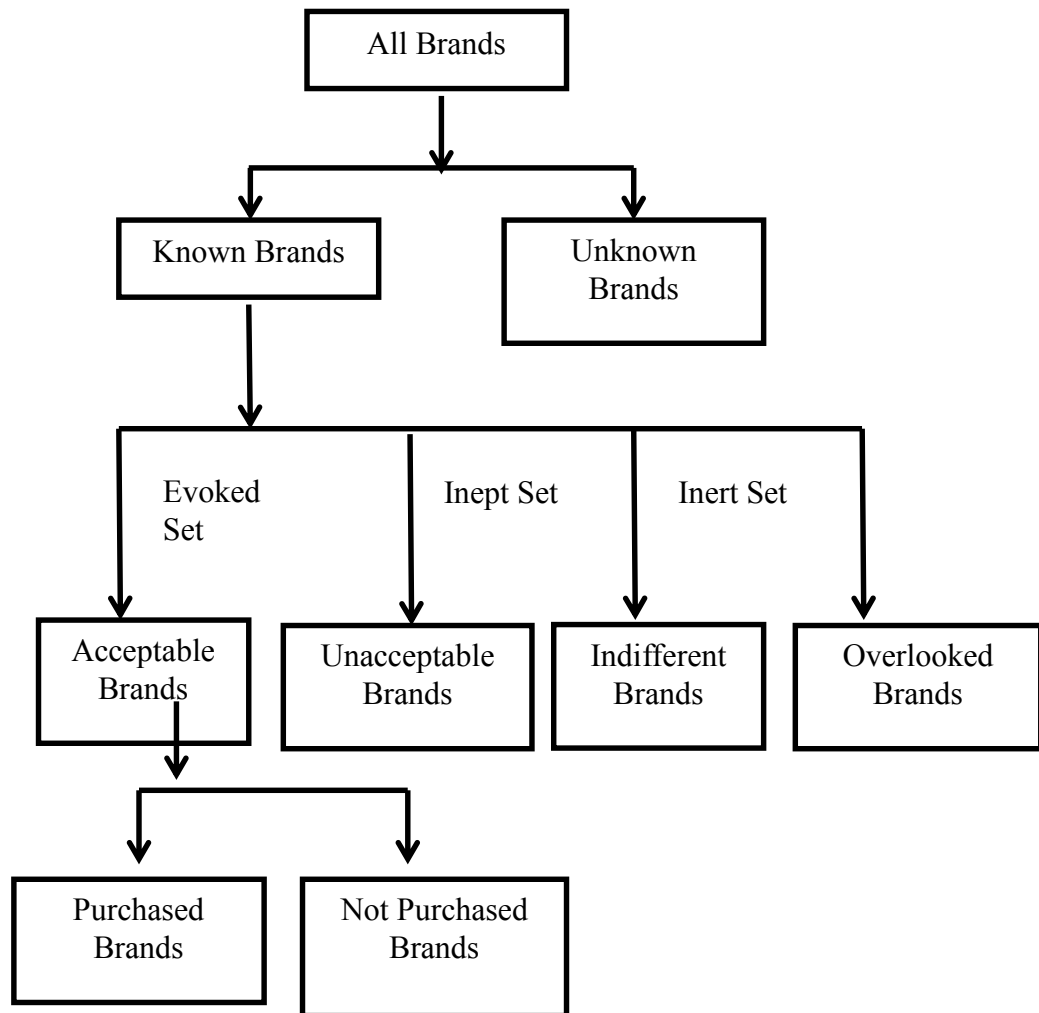 All Brands
Known Brands
Unknown
Brands
Evoked
Set
Inept Set
Inert Set
Acceptable
Brands
Unacceptable
Brands
Indifferent
Brands
Overlooked
Brands
Purchased
Brands
Not Purchased
Brands